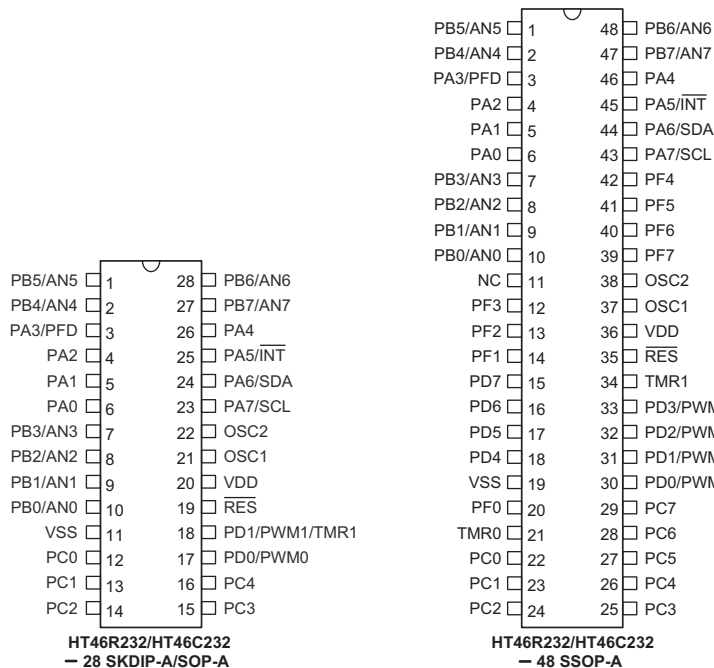 PB5/AN5 1 28 PB6/AN6
PB4/AN4 2 27 PB7/AN7
PA3/PFD 3 26 PA4
PA2 4 25 PA5/INT
PA1 5 24 PA6/SDA
PA0 6 23 PA7/SCL
PB3/AN3 7 22 OSC2
PB2/AN2 8 21 OSC1
PB1/AN1 9 20 VDD
PB0/AN0 10 19 RES
VSS 11 18 PD1/PWM1/TMR1
PC0 12 17 PD0/PWM0
PC1 13 16 PC4
PC2 14 15 PC3
HT46R232/HT46C232
– 28 SKDIP-A/SOP-A
PB5/AN5 1 48 PB6/AN6
PB4/AN4 2 47 PB7/AN7
PA3/PFD 3 46 PA4
PA2 4 45 PA5/INT
PA1 5 44 PA6/SDA
PA0 6 43 PA7/SCL
PB3/AN3 7 42 PF4
PB2/AN2 8 41 PF5
PB1/AN1 9 40 PF6
PB0/AN0 10 39 PF7
NC 11 38 OSC2
PF3 12 37 OSC1
PF2 13 36 VDD
PF1 14 35 RES
PD7 15 34 TMR1
PD6 16 33 PD3/PWM
PD5 17 32 PD2/PWM
PD4 18 31 PD1/PWM
VSS 19 30 PD0/PWM
PF0 20 29 PC7
TMR0 21 28 PC6
PC0 22 27 PC5
PC1 23 26 PC4
PC2 24 25 PC3
HT46R232/HT46C232
– 48 SSOP-A